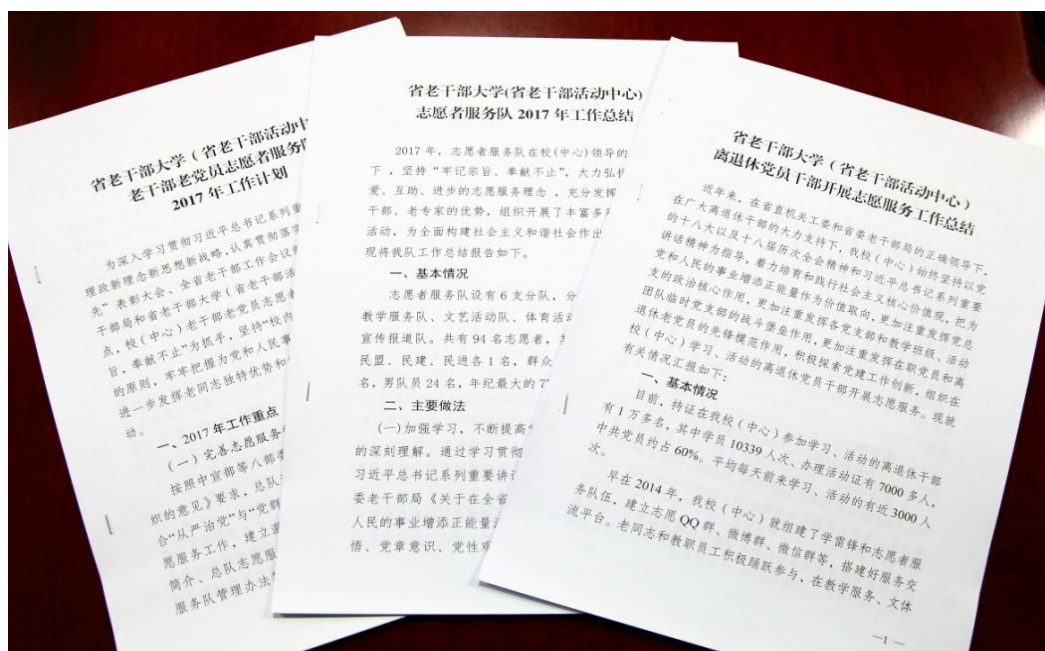 省老干部大学（省老干部活动中
老干部老党员志愿者服务
2017 年工作计划
为深入学习贯彻习近平总书记系列重
理政新理念新思想新战略，认真贯彻落
先”表彰大会、全省老干部工作会议
干部局和省老干部大学（省老干部活
点，校（中心）老干部老党员志愿者
旨，奉献不止”为抓手，坚持“校内
的原则，牢牢把握为党和人民事
进一步发挥老同志独特优势和
动。
一、2017 年工作重点
（一）完善志愿服务
按照中宣部等八部委
织的意见》要求，总队
合“从严治党”与“党群
愿服务工作，建立
简介、总队志愿服
服务队管理办法
省老干部大学(省老干部活动中心)
志愿者服务队 2017 年工作总结
2017 年，志愿者服务队在校(中心)领导的
下，坚持“牢记宗旨、奉献不止”，大力弘扬
爱、互助、进步的志愿服务理念，充分发挥
干部、老专家的优势，组织开展了丰富多
活动，为全面构建社会主义和谐社会作出
现将我队工作总结报告如下。
一、基本情况
志愿者服务队设有 6 支分队，分
教学服务队、文艺活动队、体育活动
宣传报道队。共有 94 名志愿者，
民盟、民建、民进各 1 名，群众
名，男队员 24 名，年纪最大的 7
二、主要做法
(一)加强学习，不断提高
的深刻理解。通过学习贯彻
习近平总书记系列重要讲
委老干部局《关于在全省
人民的事业增添正能量
悟、党章意识、党性观
省老干部大学（省老干部活动中心）
离退休党员干部开展志愿服务工作总结
近年来，在省直机关工委和省委老干部局的正确领导下，
在广大离退休干部的大力支持下，我校（中心）始终坚持以党
的十八大以及十八届历次全会精神和习近平总书记系列重要
讲话精神为指导，着力培育和践行社会主义核心价值观，把为
党和人民的事业增添正能量作为价值取向，更加注重发挥党总
支的政治核心作用，更加注重发挥各党支部和教学班级、活动
团队临时党支部的战斗堡垒作用，更加注重发挥在职党员和离
退休老党员的先锋模范作用，积极探索党建工作创新，组织在
校（中心）学习、活动的离退休党员干部开展志愿服务。现就
有关情况汇报如下：
一、基本情况
目前，持证在我校（中心）参加学习、活动的离退休干部
有 1 万多名，其中学员 10339 人次、办理活动证有 7000 多人，
中共党员约占 60%。平均每天前来学习、活动的有近 3000 人
次。
早在 2014 年，我校（中心）就组建了学雷锋和志愿者服
务队伍，建立志愿 QQ 群、微博群、微信群等，搭建好服务交
流平台。老同志和教职员工积极踊跃参与，在教学服务、文体
—1—